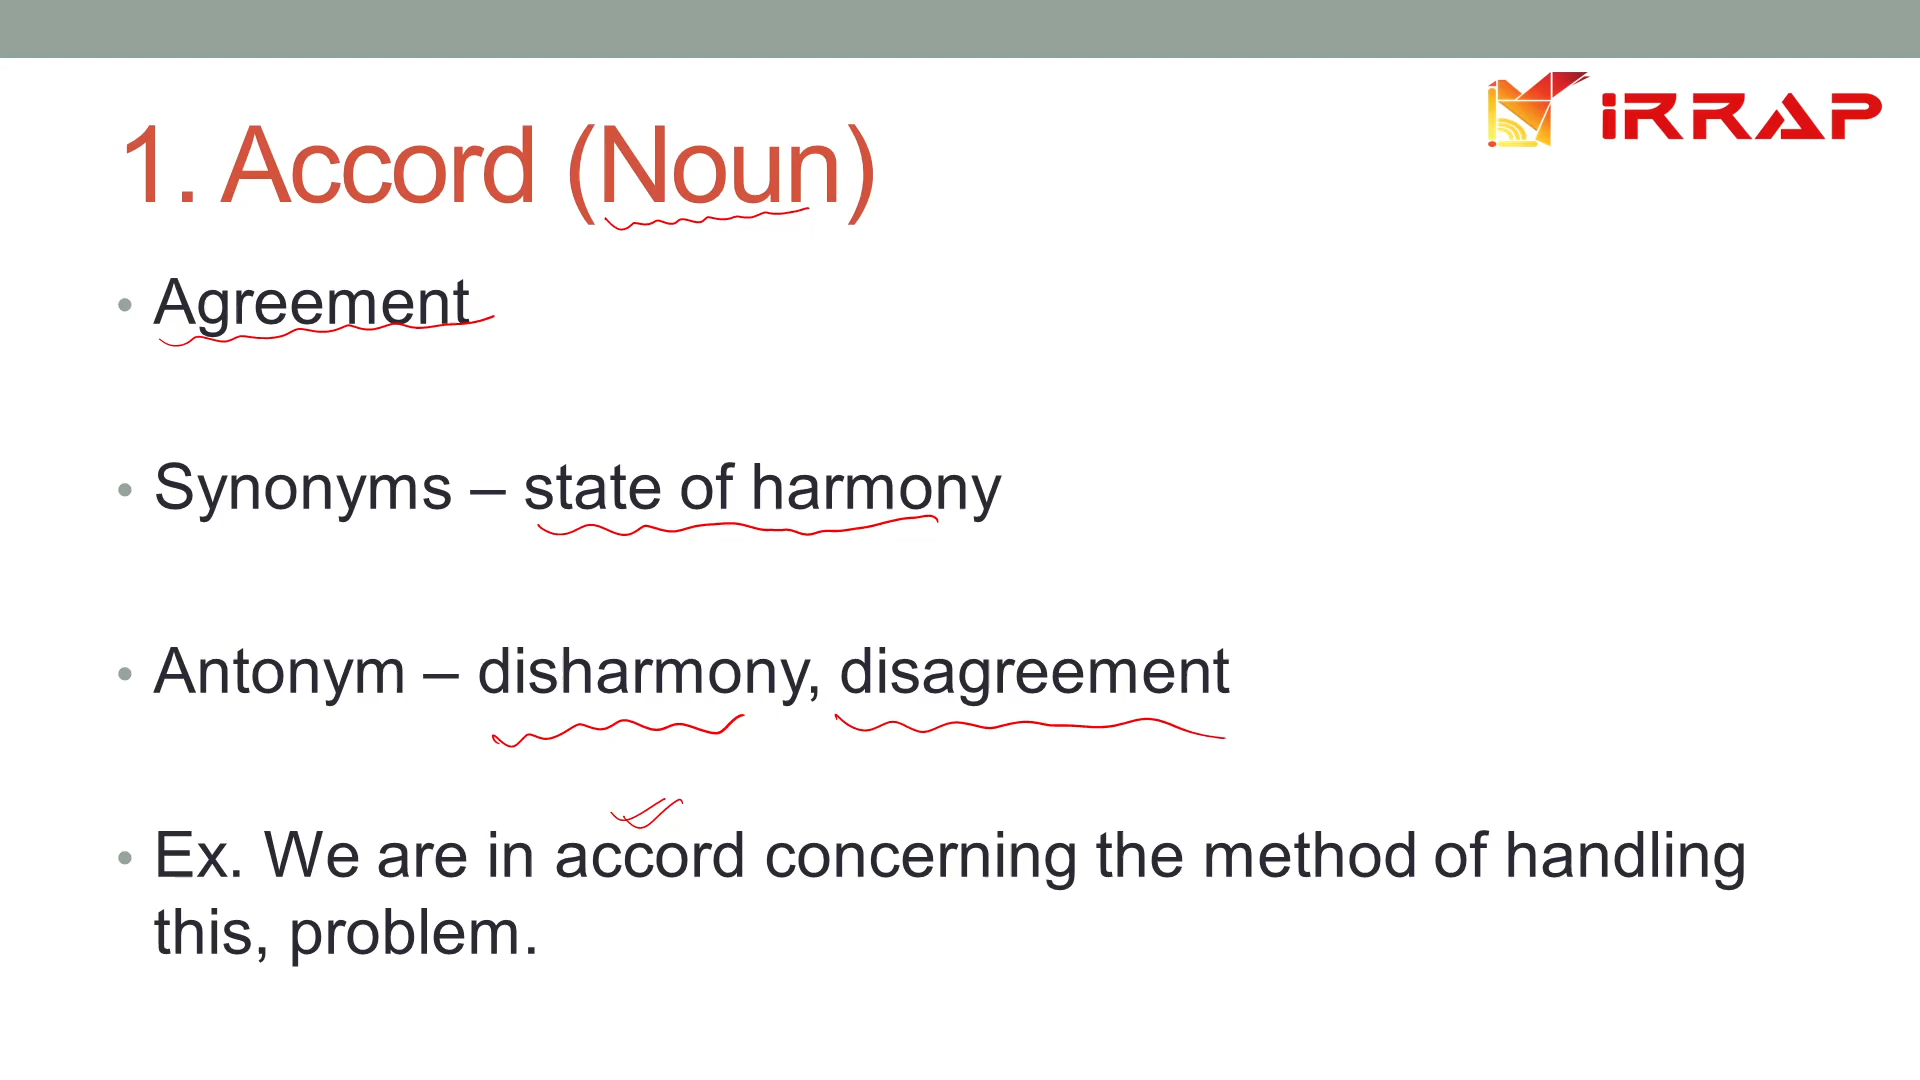 iRRAP
1. Accord (Noun)
• Agreement
• Synonyms – state of harmony
• Antonym – disharmony, disagreement
• Ex. We are in accord concerning the method of handling
this, problem.